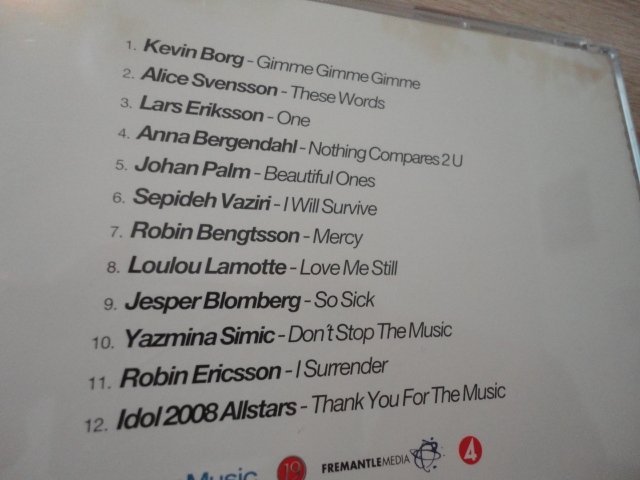 1. Kevin Borg - Gimme Gimme Gimme
2. Alice Svensson - These Words
3. Lars Eriksson - One
4. Anna Bergendahl - Nothing Compares 2 U
5. Johan Palm - Beautiful Ones
6. Sepideh Vaziri - I Will Survive
7. Robin Bengtsson - Mercy
8. Loulou Lamotte - Love Me Still
9. Jesper Blomberg - So Sick
10. Yazmina Simic - Don't Stop The Music
11. Robin Ericsson - I Surrender
12. Idol 2008 Allstars - Thank You For The Music
Music 19 FREMANTLEMEDIA 4